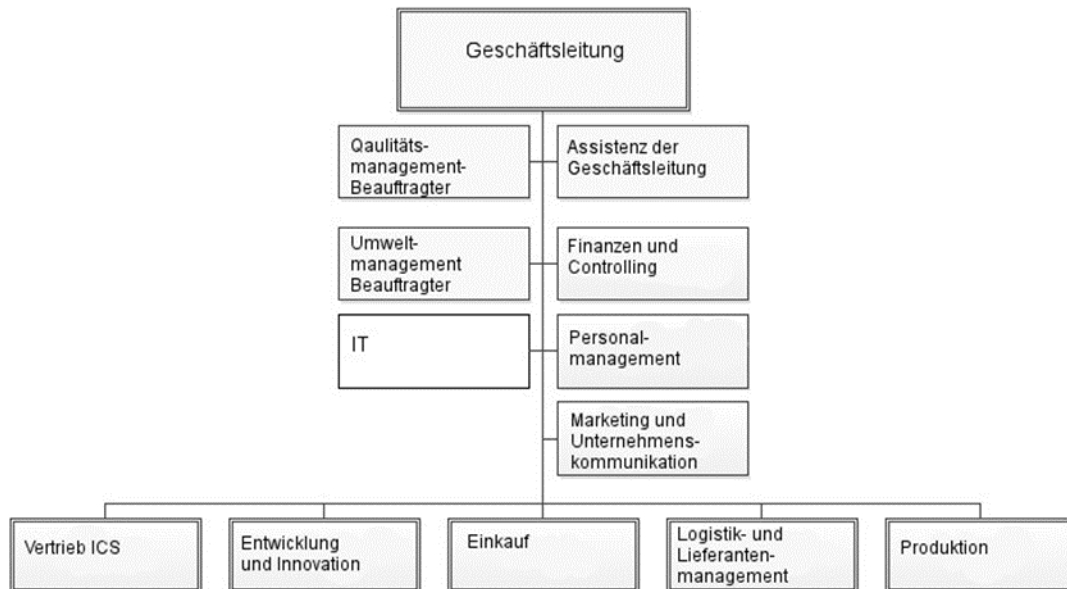 Geschäftsleitung
Qaulitäts-
management-
Beauftragter
Assistenz der
Geschäftsleitung
Umwelt-
management
Beauftragter
Finanzen und
Controlling
IT
Personal-
management
Marketing und
Unternehmens-
kommunikation
Vertrieb ICS
Entwicklung
und Innovation
Einkauf
Logistik- und
Lieferanten-
management
Produktion